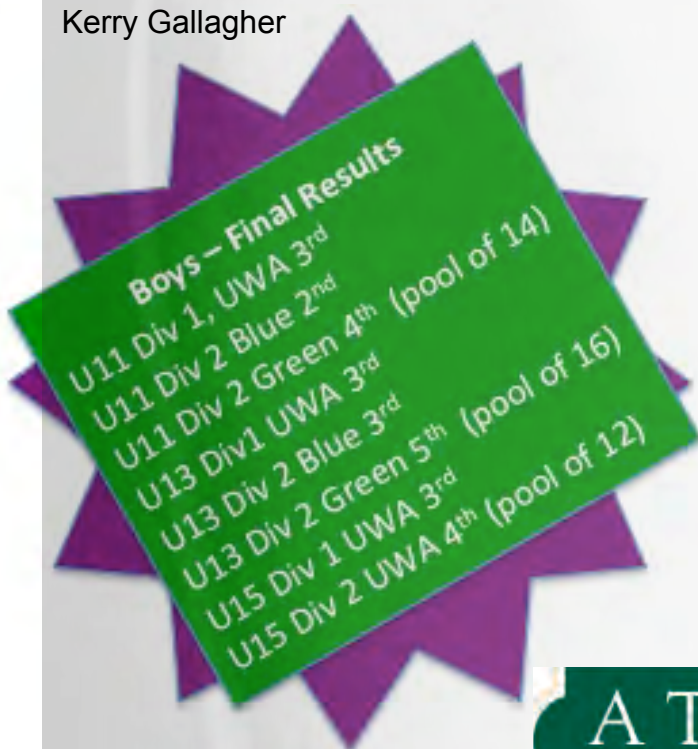 Kerry Gallagher
Boys – Final Results
U11 Div 1, UWA 3rd
U11 Div 2 Blue 2nd
U11 Div 2 Green 4th (pool of 14)
U13 Div1 UWA 3rd
U13 Div 2 Blue 3rd
U13 Div 2 Green 5th (pool of 16)
U15 Div 1 UWA 3rd
U15 Div 2 UWA 4th (pool of 12)
A T